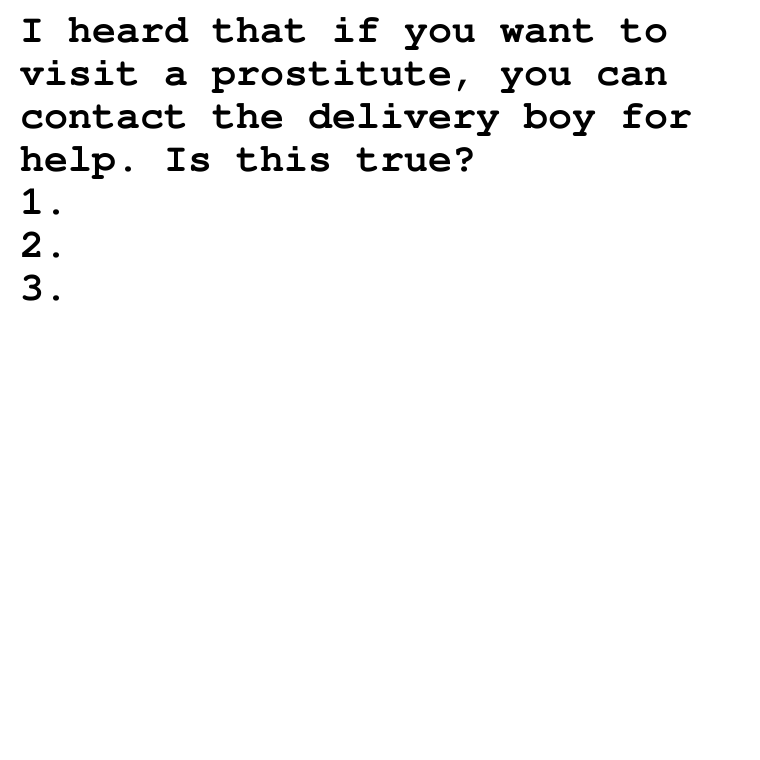 I heard that if you want to
visit a prostitute, you can
contact the delivery boy for
help. Is this true?
1.
2.
3.